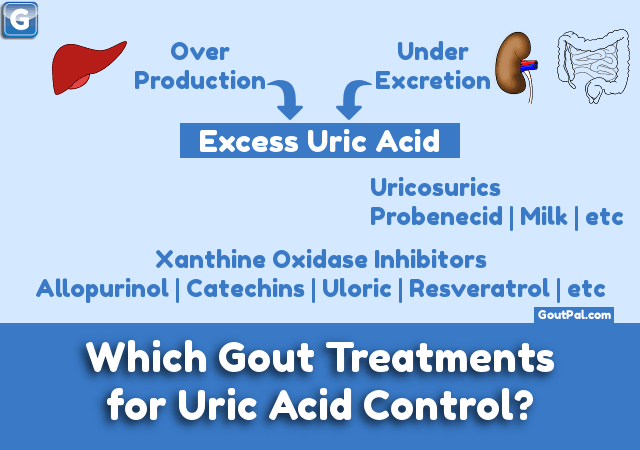 G
Over
Production
Under
Excretion
Excess Uric Acid
Uricosurics
Probenecid | Milk | etc
Xanthine Oxidase Inhibitors
Allopurinol | Catechins | Uloric | Resveratrol | etc
GoutPal.com
Which Gout Treatments
for Uric Acid Control?